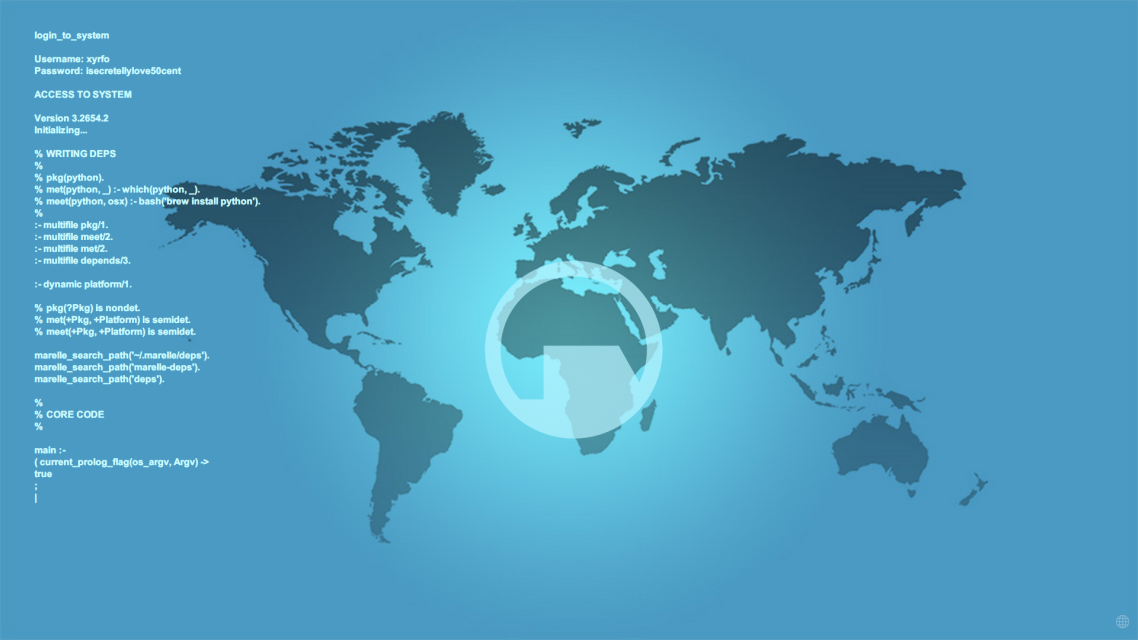 login_to_system
Username: xyrfo
Password: isecretellylove50cent
ACCESS TO SYSTEM
Version 3.2654.2
Initializing...
% WRITING DEPS
%
% pkg(python).
% met(python, _) :- which(python, _).
% meet(python, osx) :- bash('brew install python').
%
:- multifile pkg/1.
:- multifile meet/2.
:- multifile met/2.
:- multifile depends/3.
:- dynamic platform/1.
% pkg(?Pkg) is nondet.
% met(+Pkg, +Platform) is semidet.
% meet(+Pkg, +Platform) is semidet.
marelle_search_path('~/.marelle/deps').
marelle_search_path('marelle-deps').
marelle_search_path('deps').
%
% CORE CODE
%
main :-
( current_prolog_flag(os_argv, Argv) ->
true
;
|